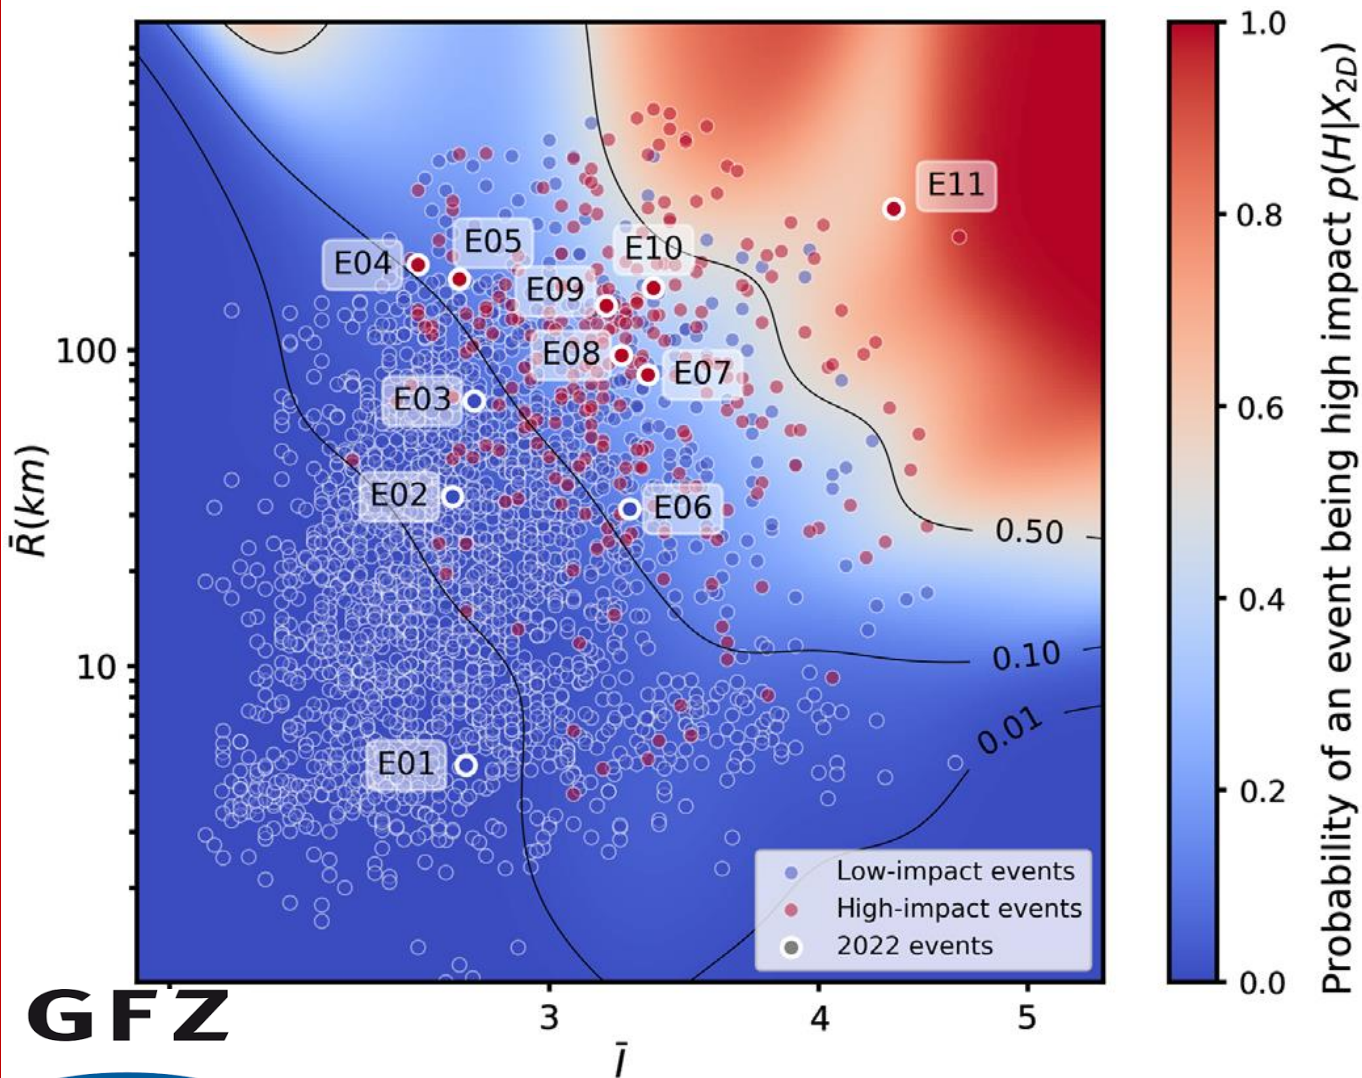 1.0
E11
0.8
E05
E10
E04
E09
100
E08
E07
0.6
E03
E02
E06
0.50
R̄(km)
0.4
10
0.10
0.01
E01
0.2
Low-impact events
High-impact events
2022 events
0.0
Probability of an event being high impact p(H|X2D)
3
4
5
Ī
GFZ